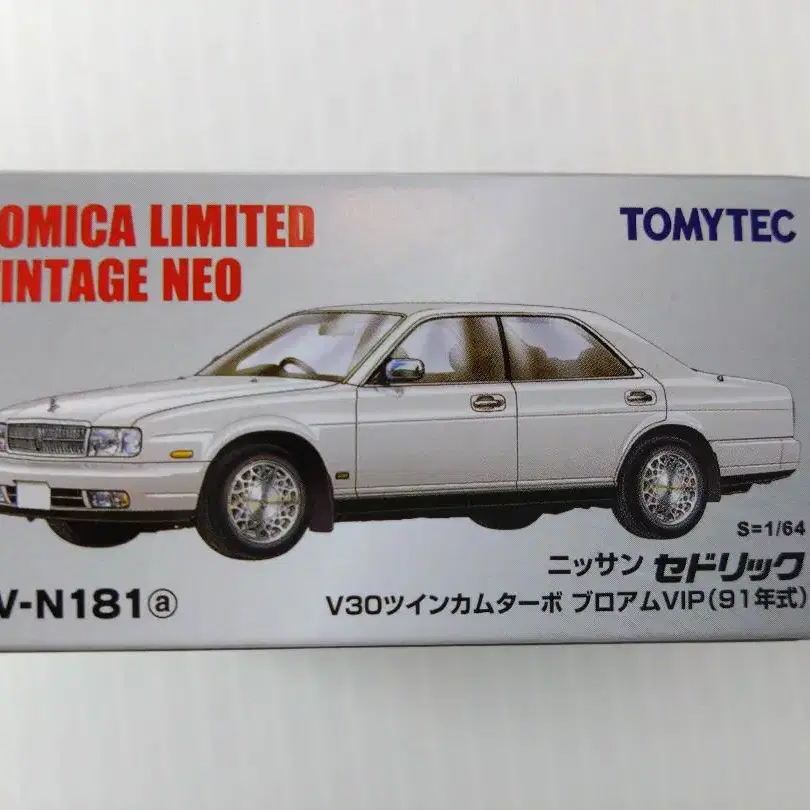 OMICA LIMITED
INTAGE NEO
TOMYTEC
S=1/64
ニッサン セドリック
V-N181ⓐ
V30ツインカムターボ ブロアムVIP(91年式)